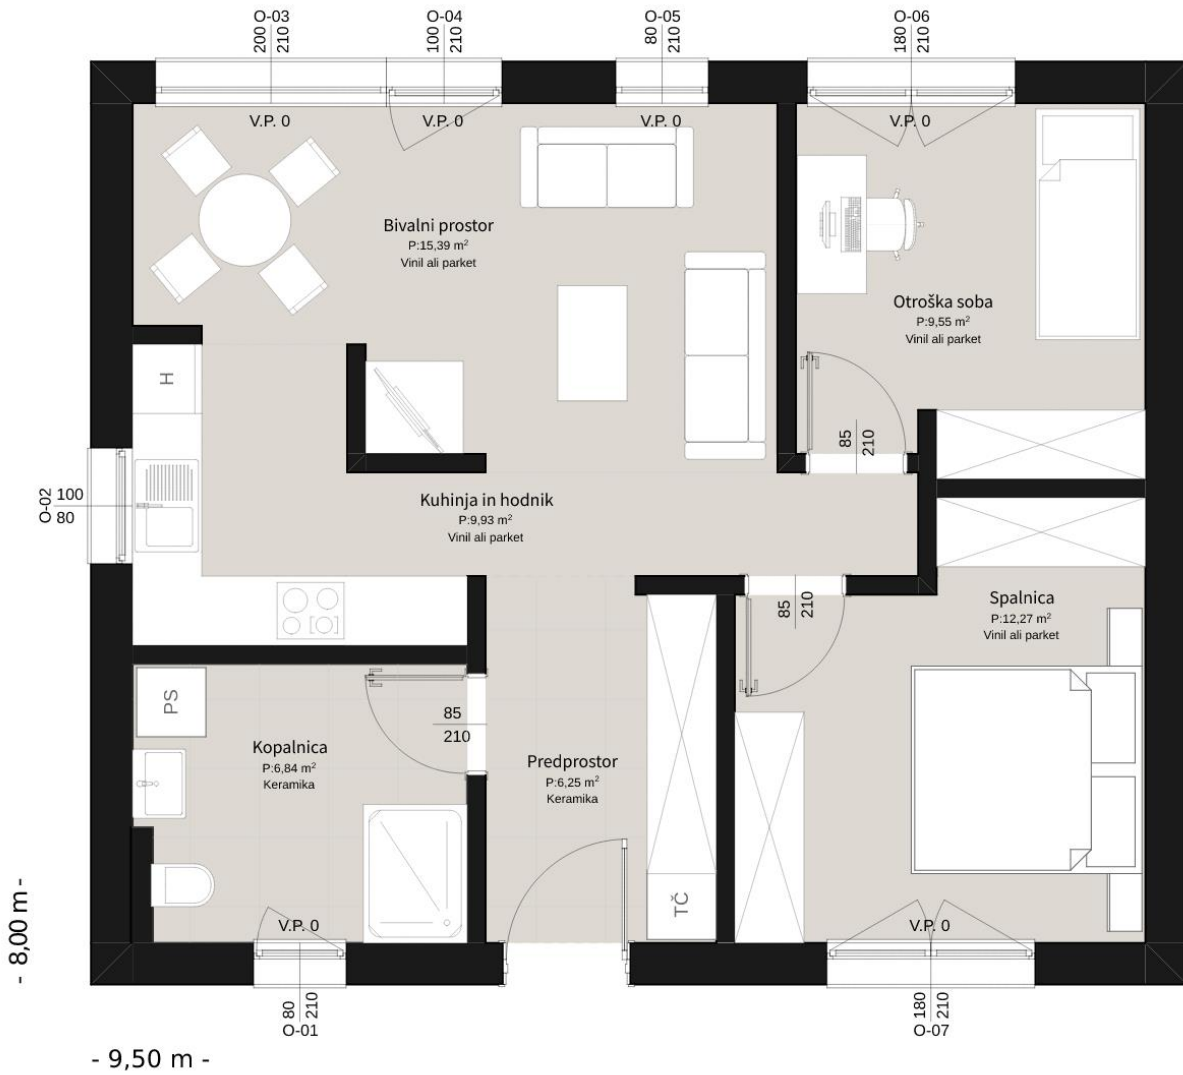 O-03
200
210
O-04
100
210
O-05
80
210
O-06
180
210
V.P. 0
V.P. 0
V.P. 0
V.P. 0
Bivalni prostor
P:15,39 m²
Vinil ali parket
Otroška soba
P:9,55 m²
Vinil ali parket
H
85
210
O-02
100
80
Kuhinja in hodnik
P:9,93 m²
Vinil ali parket
85
210
Spalnica
P:12,27 m²
Vinil ali parket
PS
85
210
Kopalnica
P:6,84 m²
Keramika
Predprostor
P:6,25 m²
Keramika
TČ
V.P. 0
V.P. 0
- 8,00 m -
80
210
O-01
180
210
O-07
- 9,50 m -